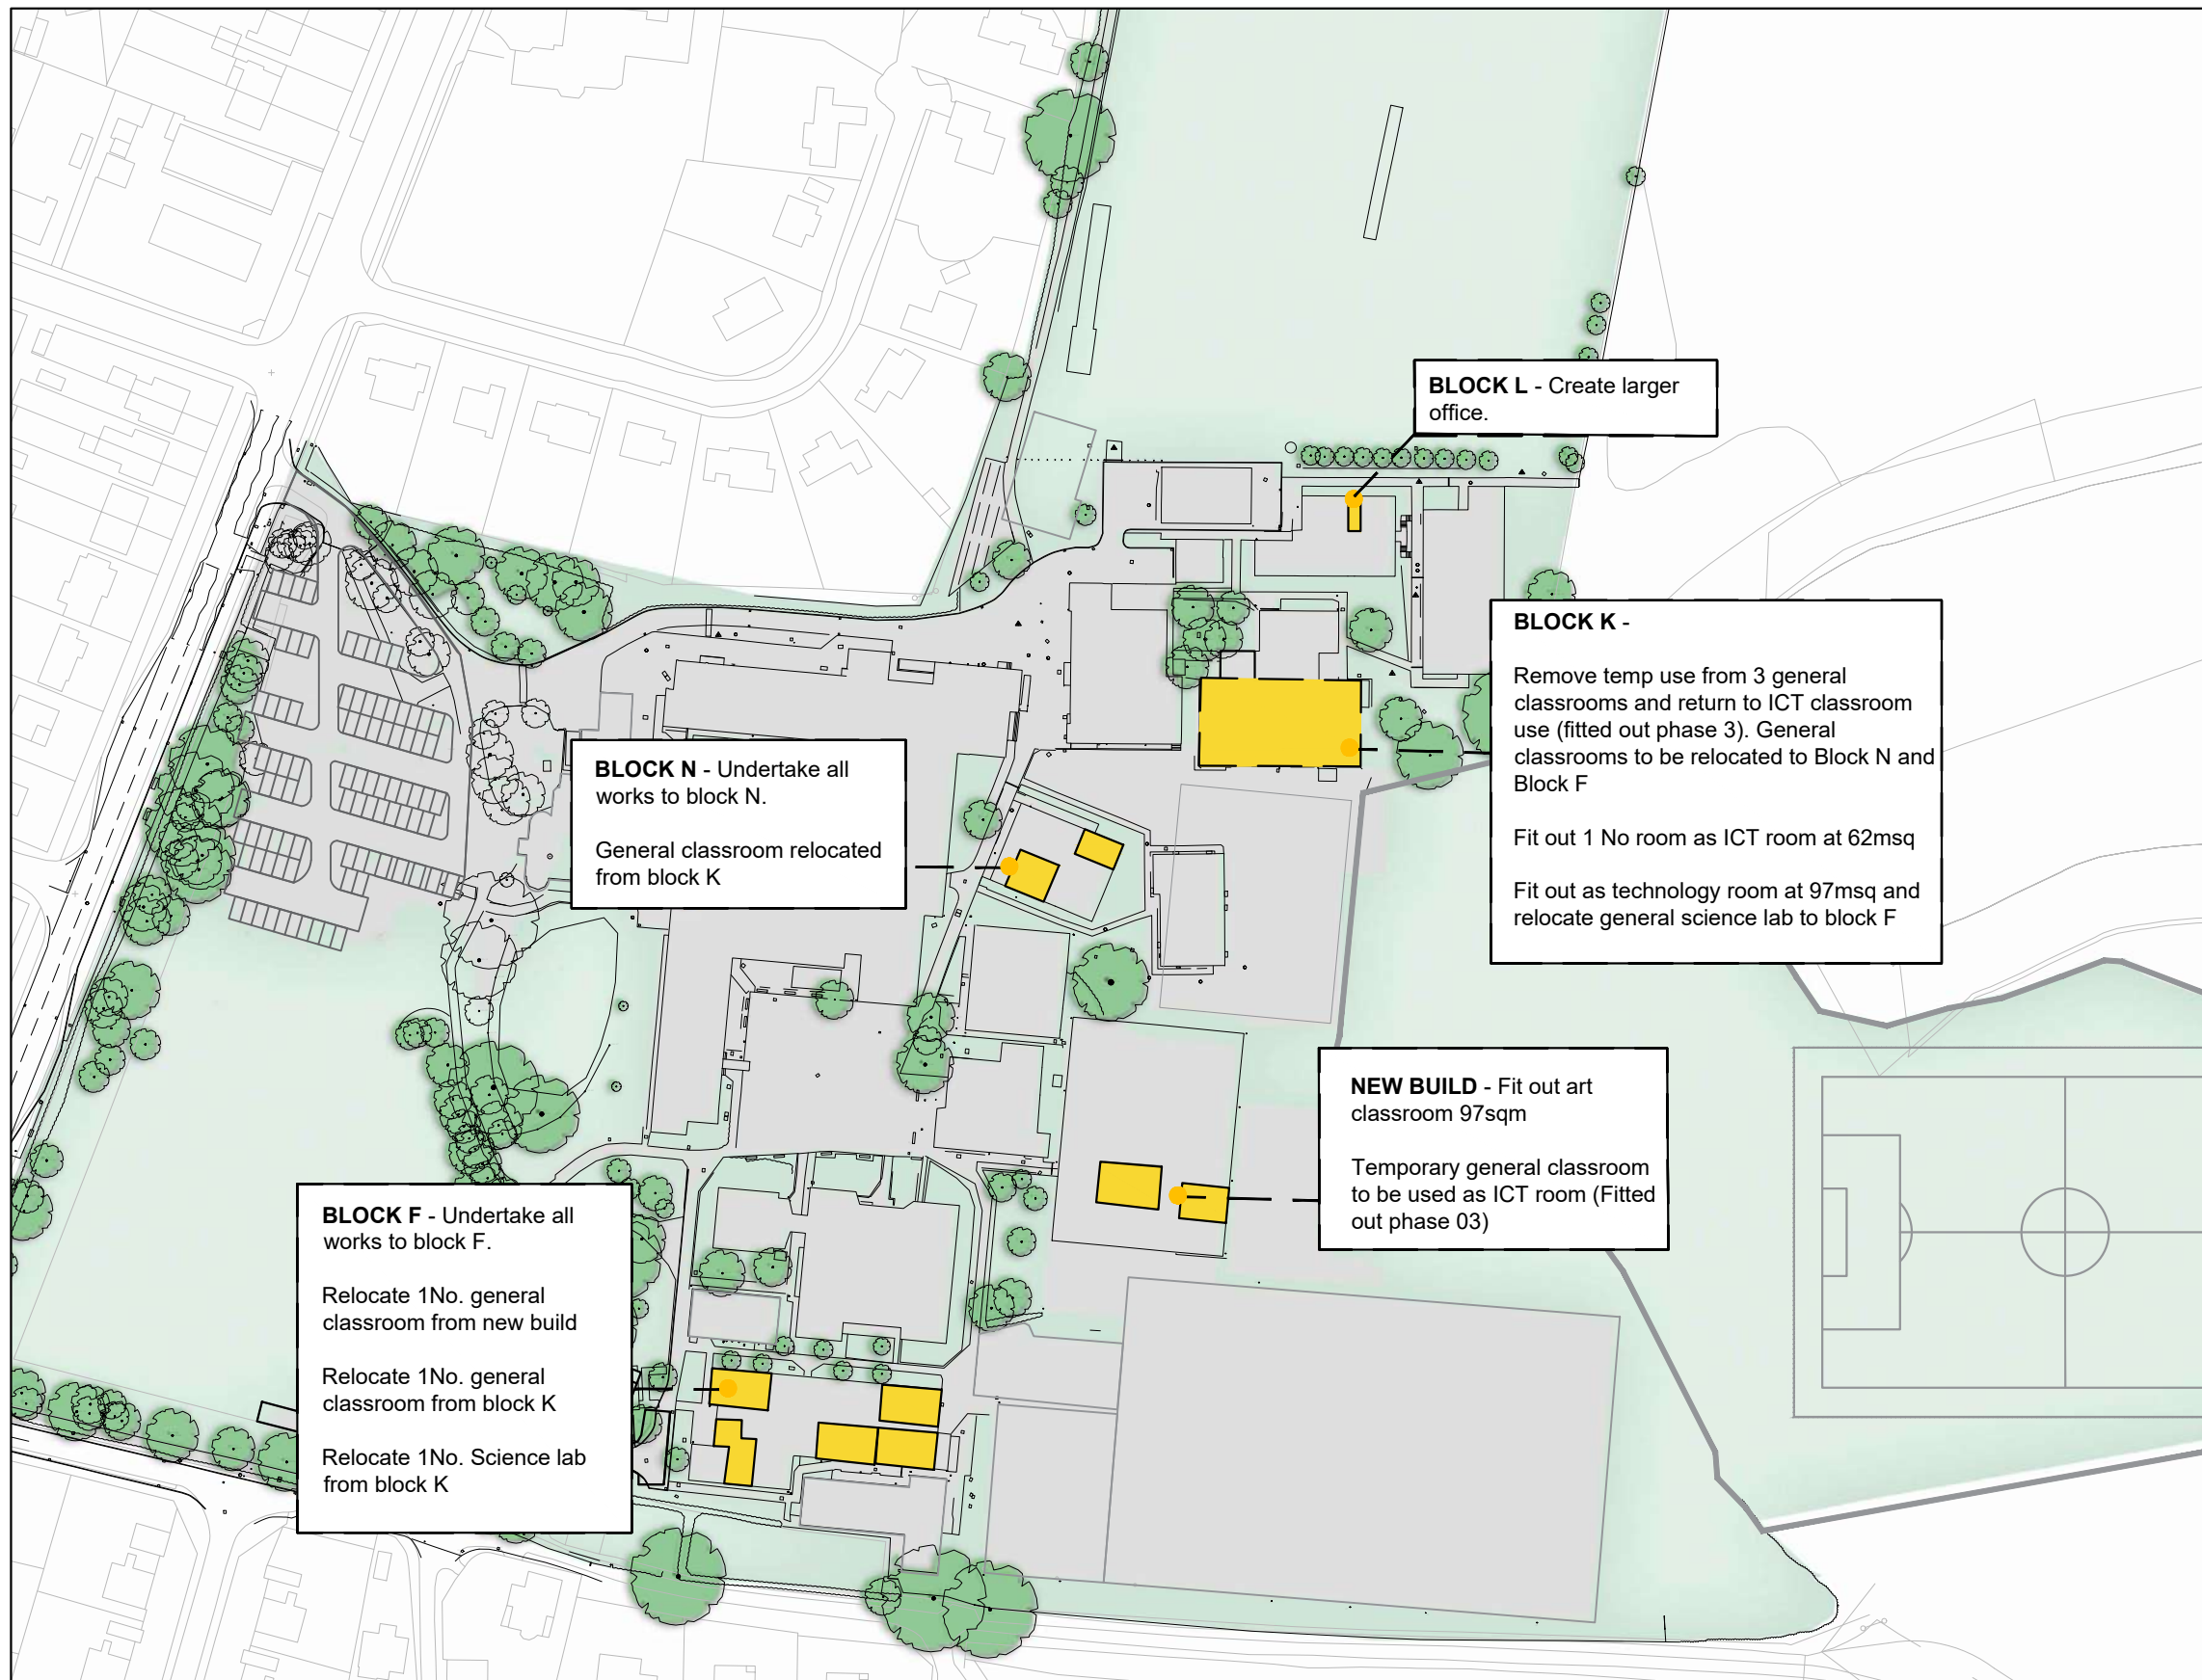 BLOCK L - Create larger
office.
BLOCK K -
Remove temp use from 3 general
classrooms and return to ICT classroom
use (fitted out phase 3). General
classrooms to be relocated to Block N and
Block F
Fit out 1 No room as ICT room at 62msq
Fit out as technology room at 97msq and
relocate general science lab to block F
BLOCK N - Undertake all
works to block N.
General classroom relocated
from block K
NEW BUILD - Fit out art
classroom 97sqm
Temporary general classroom
to be used as ICT room (Fitted
out phase 03)
BLOCK F - Undertake all
works to block F.
Relocate 1No. general
classroom from new build
Relocate 1No. general
classroom from block K
Relocate 1No. Science lab
from block K